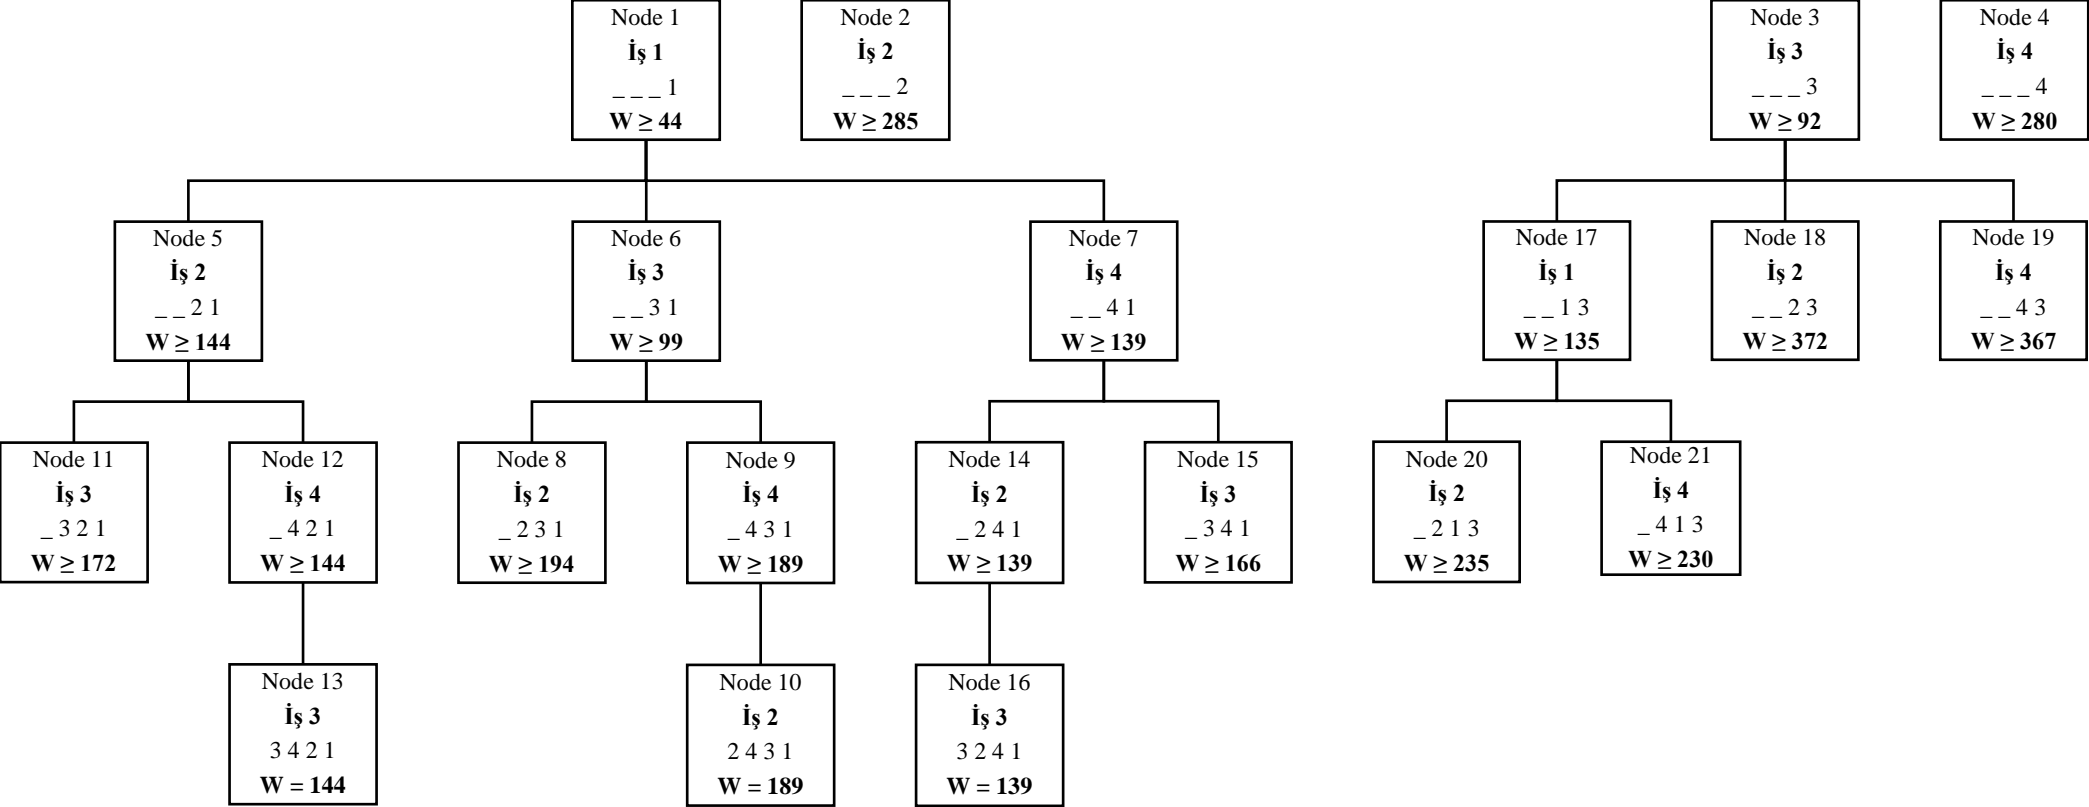 Node 1
İş 1
_ _ _ 1
W ≥ 44
Node 2
İş 2
_ _ _ 2
W ≥ 285
Node 3
İş 3
_ _ _ 3
W ≥ 92
Node 4
İş 4
_ _ _ 4
W ≥ 280
Node 5
İş 2
_ _ 2 1
W ≥ 144
Node 6
İş 3
_ _ 3 1
W ≥ 99
Node 7
İş 4
_ _ 4 1
W ≥ 139
Node 17
İş 1
_ _ 1 3
W ≥ 135
Node 18
İş 2
_ _ 2 3
W ≥ 372
Node 19
İş 4
_ _ 4 3
W ≥ 367
Node 11
İş 3
_ 3 2 1
W ≥ 172
Node 12
İş 4
_ 4 2 1
W ≥ 144
Node 8
İş 2
_ 2 3 1
W ≥ 194
Node 9
İş 4
_ 4 3 1
W ≥ 189
Node 14
İş 2
_ 2 4 1
W ≥ 139
Node 15
İş 3
_ 3 4 1
W ≥ 166
Node 20
İş 2
_ 2 1 3
W ≥ 235
Node 21
İş 4
_ 4 1 3
W ≥ 230
Node 13
İş 3
3 4 2 1
W = 144
Node 10
İş 2
2 4 3 1
W = 189
Node 16
İş 3
3 2 4 1
W = 139